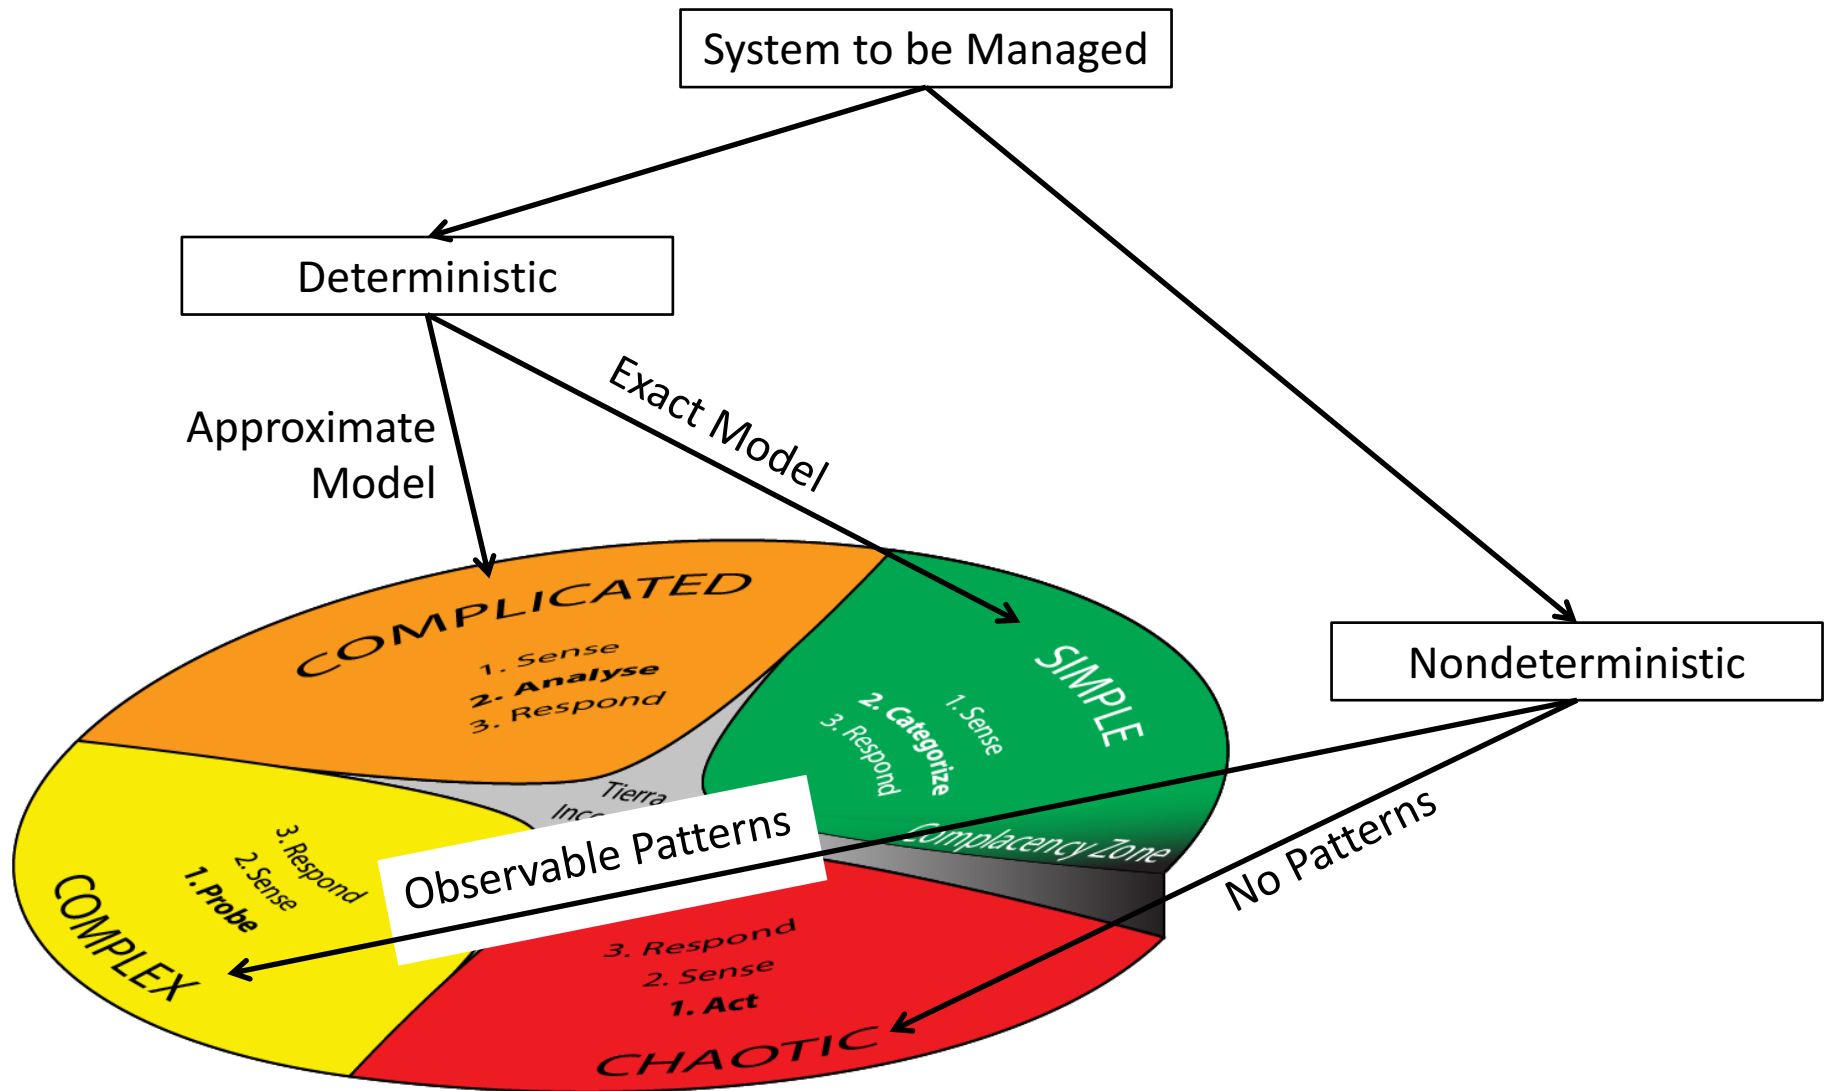 System to be Managed
Deterministic
Exact Model
Approximate
Model
COMPLICATED
1. Sense
2. Analyse
3. Respond
SIMPLE
1. Sense
2. Categorize
3. Respond
Nondeterministic
Tierra
Observable Patterns
Complacency Zone
No Patterns
COMPLEX
3. Respond
2. Sense
1. Probe
3. Respond
2. Sense
1. Act
CHAOTIC